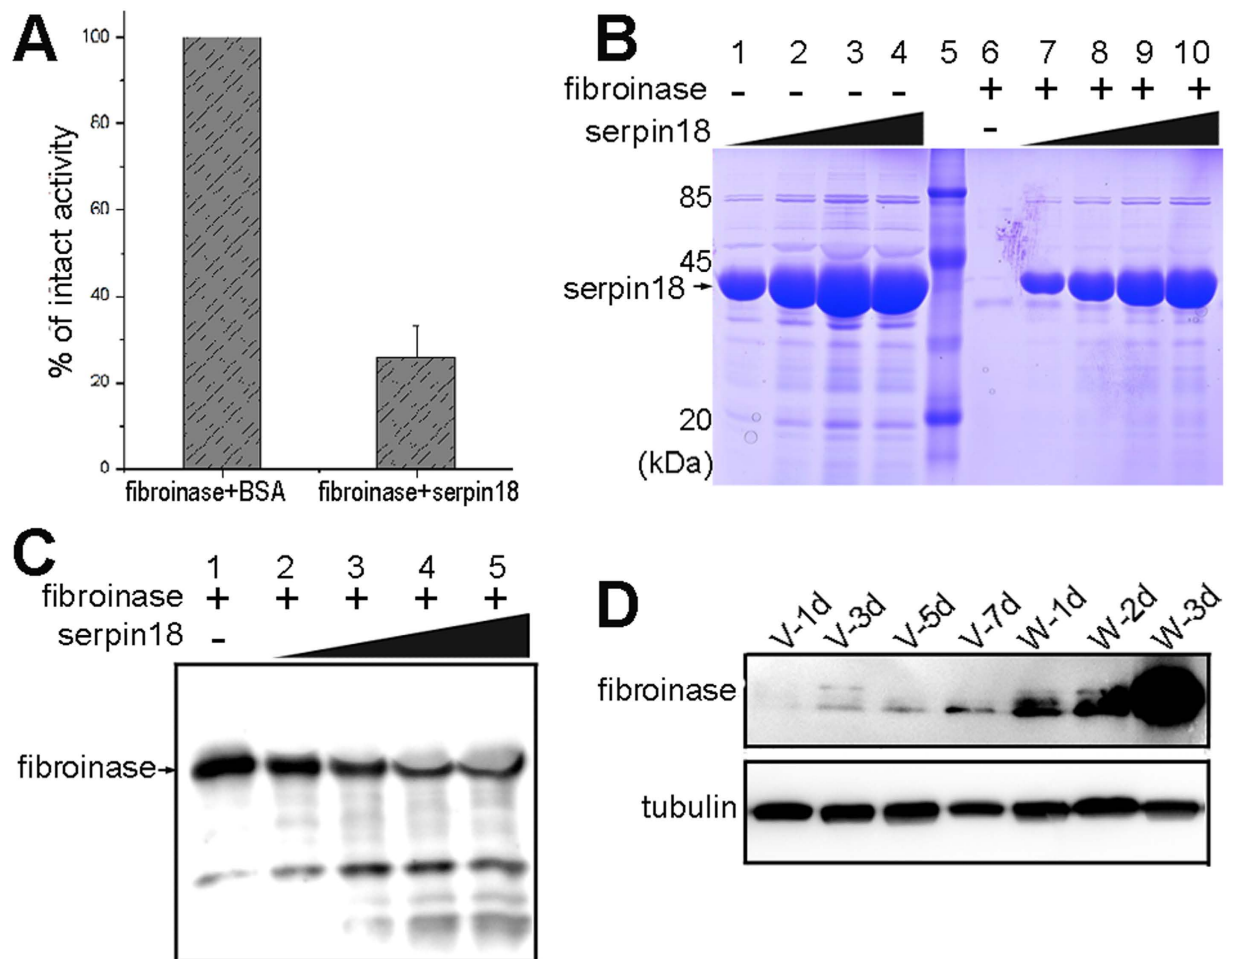 A
% of intact activity
100
80
60
40
20
0
fibroinase+BSA fibroinase+serpin18
B
1 2 3 4 5 6 7 8 9 10
fibroinase - - - - + + + + +
serpin18 -
85
45
serpin18
20
(kDa)
C
1 2 3 4 5
fibroinase + + + + +
serpin18 -
fibroinase
D
V-1d V-3d V-5d V-7d W-1d W-2d W-3d
fibroinase
tubulin